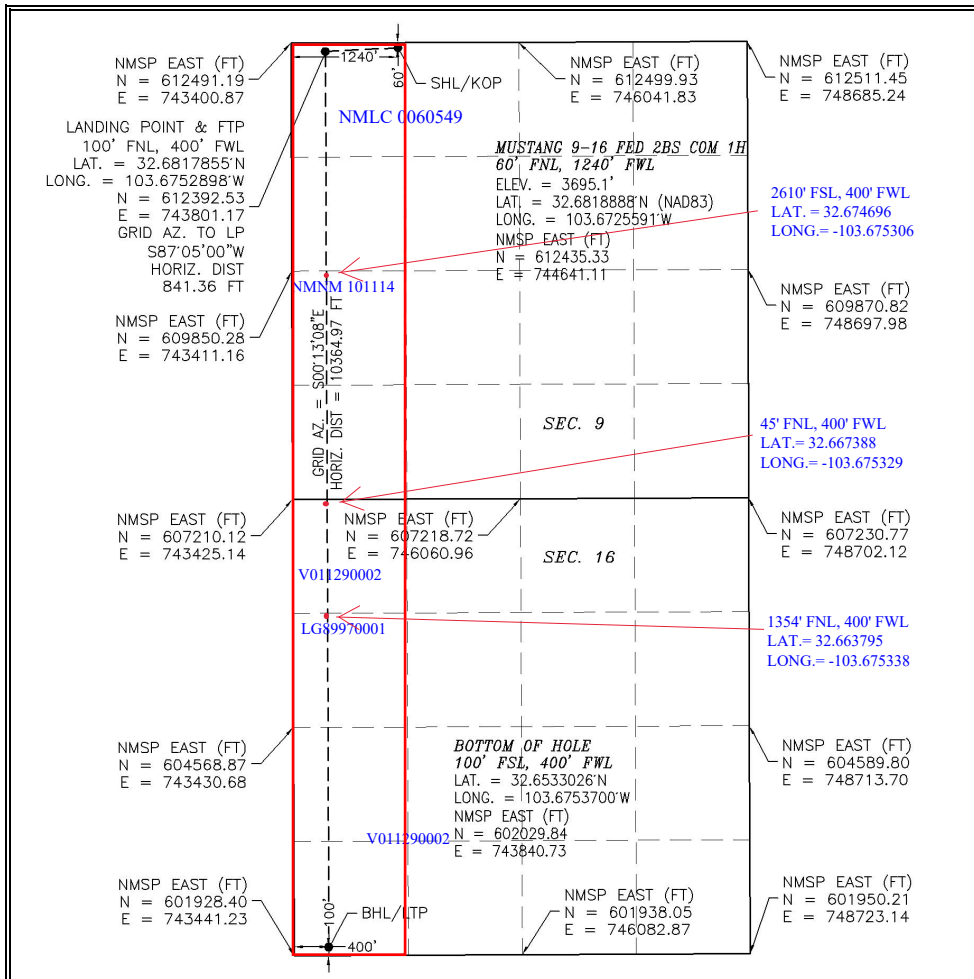 NMSP EAST (FT)
N = 612491.19
E = 743400.87
1240'
60'
SHL/KOP
NMSP EAST (FT)
N = 612499.93
E = 746041.83
NMSP EAST (FT)
N = 612511.45
E = 748685.24
LANDING POINT & FTP
100' FNL, 400' FWL
LAT. = 32.6817855°N
LONG. = 103.6752898°W
N = 612392.53
E = 743801.17
GRID AZ. TO LP
S87°05'00"W
HORIZ. DIST
841.36 FT
NMLC 0060549
MUSTANG 9-16 FED 2BS COM 1H
60' FNL, 1240' FWL
ELEV. = 3695.1'
LAT. = 32.6818888°N (NAD83)
LONG. = 103.6725591°W
NMSP EAST (FT)
N = 612435.33
E = 744641.11
2610' FSL, 400' FWL
LAT. = 32.674696
LONG.= -103.675306
NMNM 101114
NMSP EAST (FT)
N = 609850.28
E = 743411.16
NMSP EAST (FT)
N = 609870.82
E = 748697.98
GRID AZ. = S00°13'08"E
HORIZ. DIST = 10364.97 FT
SEC. 9
45' FNL, 400' FWL
LAT.= 32.667388
LONG.= -103.675329
NMSP EAST (FT)
N = 607210.12
E = 743425.14
NMSP EAST (FT)
N = 607218.72
E = 746060.96
NMSP EAST (FT)
N = 607230.77
E = 748702.12
SEC. 16
V011290002
LG89970001
1354' FNL, 400' FWL
LAT.= 32.663795
LONG.= -103.675338
NMSP EAST (FT)
N = 604568.87
E = 743430.68
BOTTOM OF HOLE
100' FSL, 400' FWL
LAT. = 32.6533026°N
LONG. = 103.6753700°W
NMSP EAST (FT)
N = 602029.84
E = 743840.73
NMSP EAST (FT)
N = 604589.80
E = 748713.70
V011290002
NMSP EAST (FT)
N = 601928.40
E = 743441.23
100'
BHL/LTP
400'
NMSP EAST (FT)
N = 601938.05
E = 746082.87
NMSP EAST (FT)
N = 601950.21
E = 748723.14